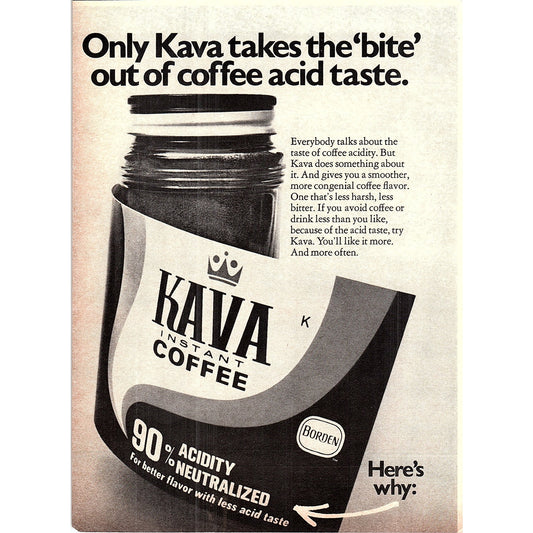 Only Kava takes the ‘bite’
out of coffee acid taste.
Everybody talks about the
taste of coffee acidity. But
Kava does something about
it. And gives you a smoother,
more congenial coffee flavor.
One that's less harsh, less
bitter. If you avoid coffee or
drink less than you like,
because of the acid taste, try
Kava. You'll like it more.
And more often.
KAVA
K
INSTANT
COFFEE
BORDEN
90% ACIDITY
NEUTRALIZED
For better flavor with less acid taste
Here's
why: